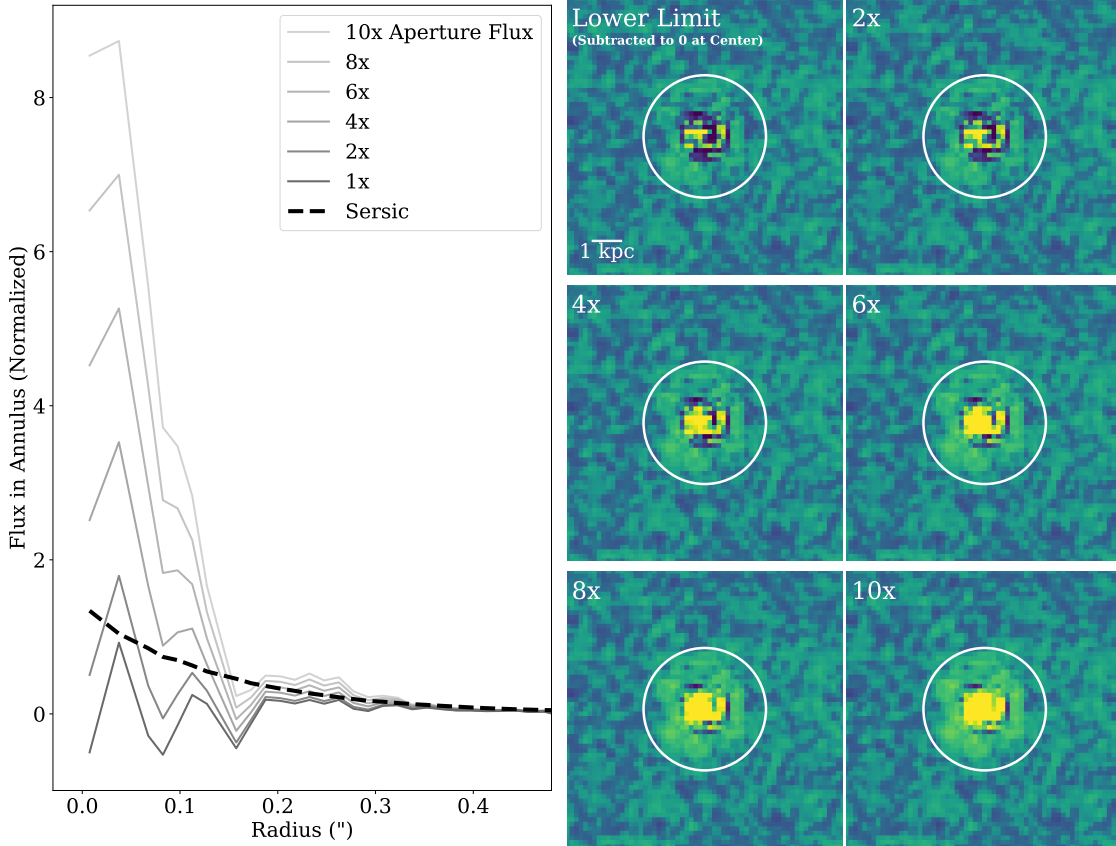 10x Aperture Flux
8x
6x
4x
2x
1x
Sersic
8
6
4
2
0
Flux in Annulus (Normalized)
0.0 0.1 0.2 0.3 0.4
Radius (")
Lower Limit
(Subtracted to 0 at Center)
1 kpc
2x
4x
6x
8x
10x